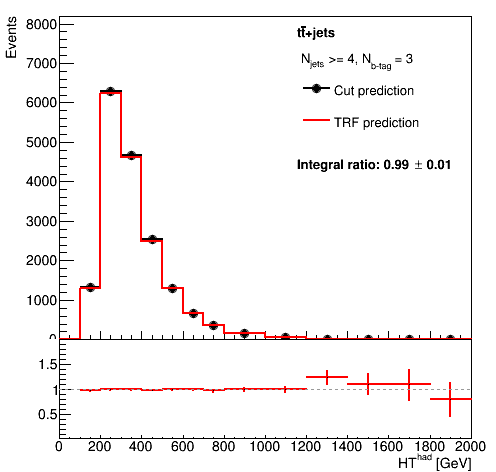 Events
8000
7000
6000
5000
4000
3000
2000
1000
0
tt̄+jets
N_jets >= 4, N_b-tag = 3
Cut prediction
TRF prediction
Integral ratio: 0.99 ± 0.01
1.5
1
0.5
0 200 400 600 800 1000 1200 1400 1600 1800 2000
HT^had [GeV]